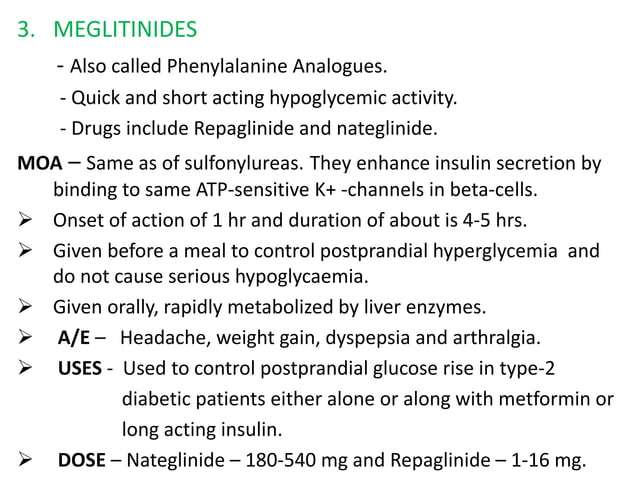 3. MEGLITINIDES
- Also called Phenylalanine Analogues.
- Quick and short acting hypoglycemic activity.
- Drugs include Repaglinide and nateglinide.
MOA – Same as of sulfonylureas. They enhance insulin secretion by
binding to same ATP-sensitive K+ -channels in beta-cells.
➢ Onset of action of 1 hr and duration of about is 4-5 hrs.
➢ Given before a meal to control postprandial hyperglycemia and
do not cause serious hypoglycaemia.
➢ Given orally, rapidly metabolized by liver enzymes.
➢ A/E – Headache, weight gain, dyspepsia and arthralgia.
➢ USES - Used to control postprandial glucose rise in type-2
diabetic patients either alone or along with metformin or
long acting insulin.
➢ DOSE – Nateglinide – 180-540 mg and Repaglinide – 1-16 mg.